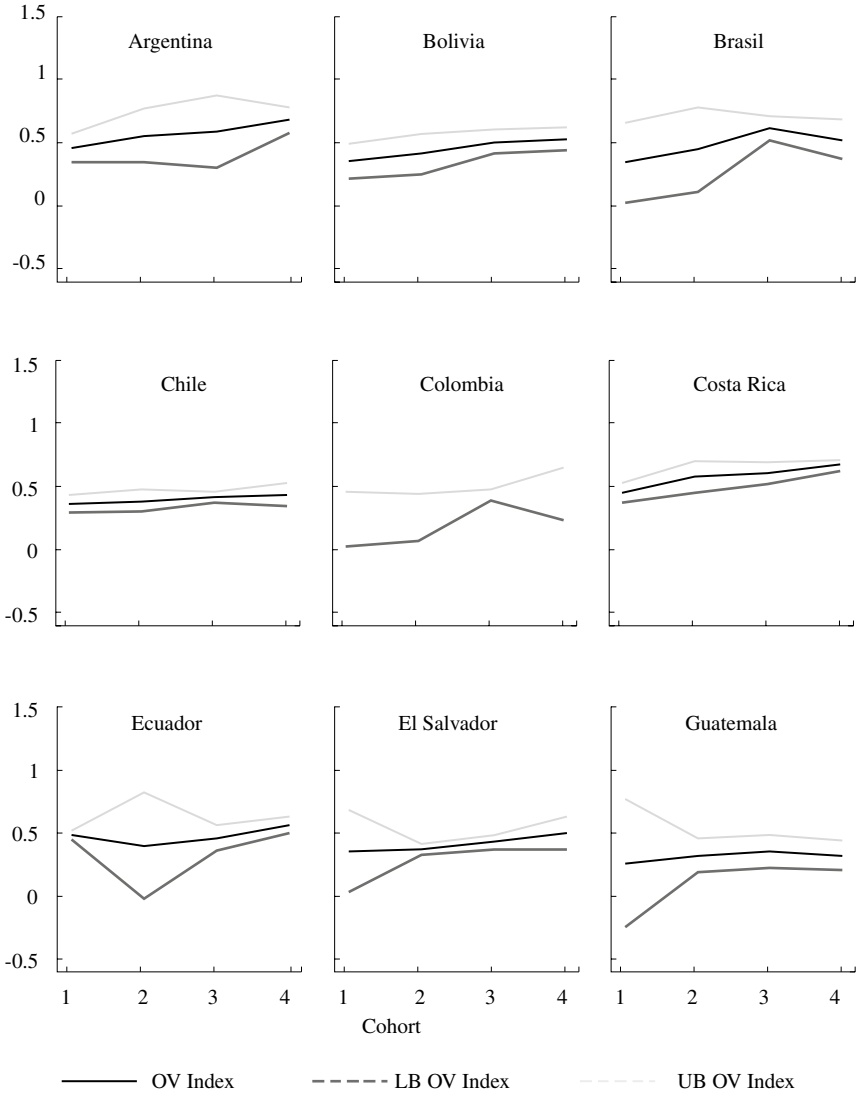 1.5
Argentina Bolivia Brasil
1
0.5
0
-0.5
1.5
Chile Colombia Costa Rica
1
0.5
0
-0.5
1.5
Ecuador El Salvador Guatemala
1
0.5
0
-0.5
1 2 3 4 1 2 3 4 1 2 3 4
Cohort
OV Index LB OV Index UB OV Index